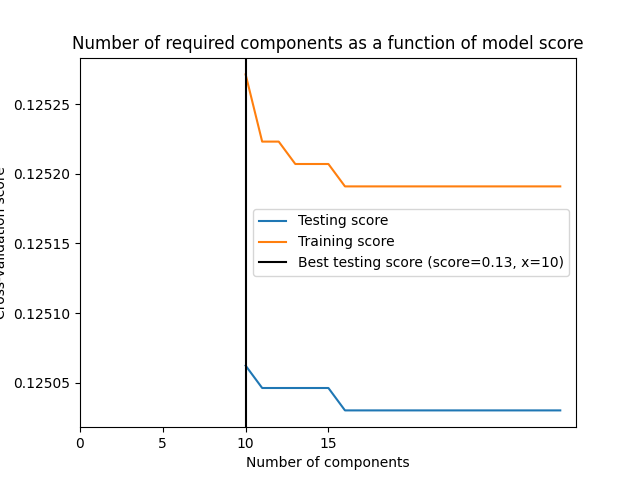 Number of required components as a function of model score
0.12525
0.12520
0.12515
0.12510
0.12505
Cross validation score
Testing score
Training score
Best testing score (score=0.13, x=10)
0 5 10 15
Number of components